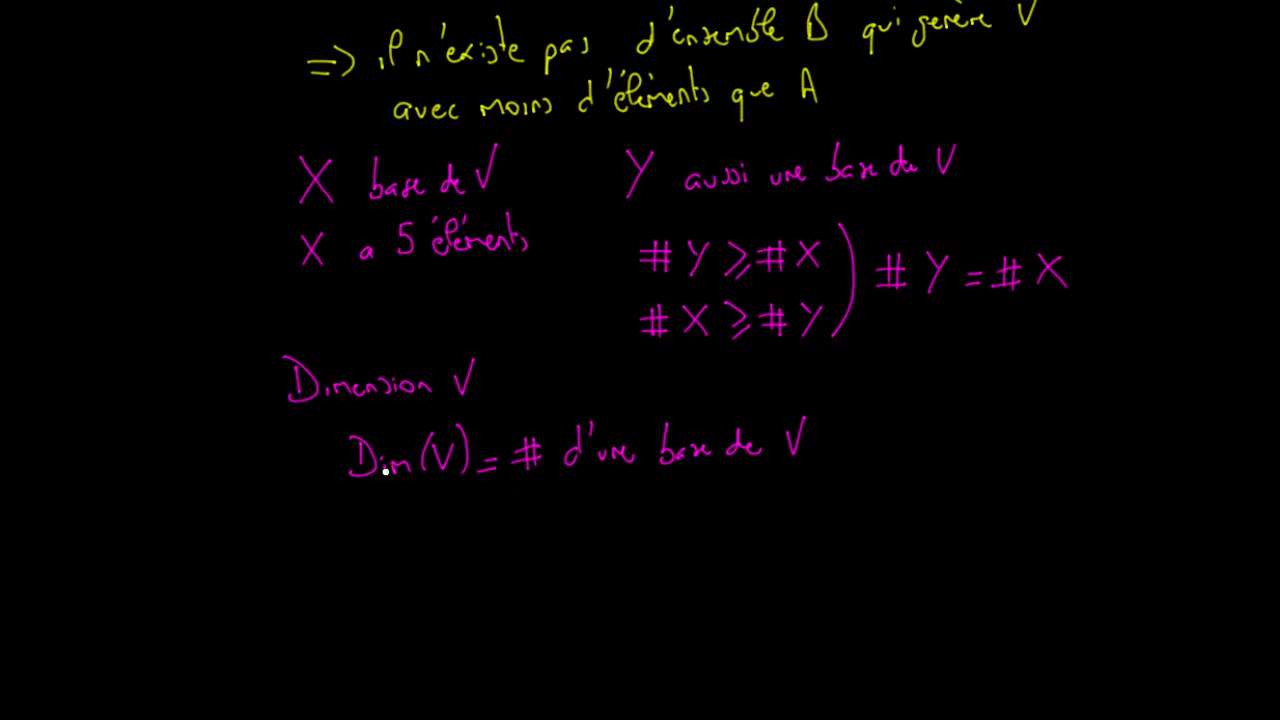 => il n'existe pas d'ensemble B qui genère V
avec moins d'éléments que A
X base de V
Y aussi une base de V
X a 5 éléments
# Y ⩾ # X
# X ⩾ # Y
# Y = # X
Dimension V
Dim(V) = # d'une base de V